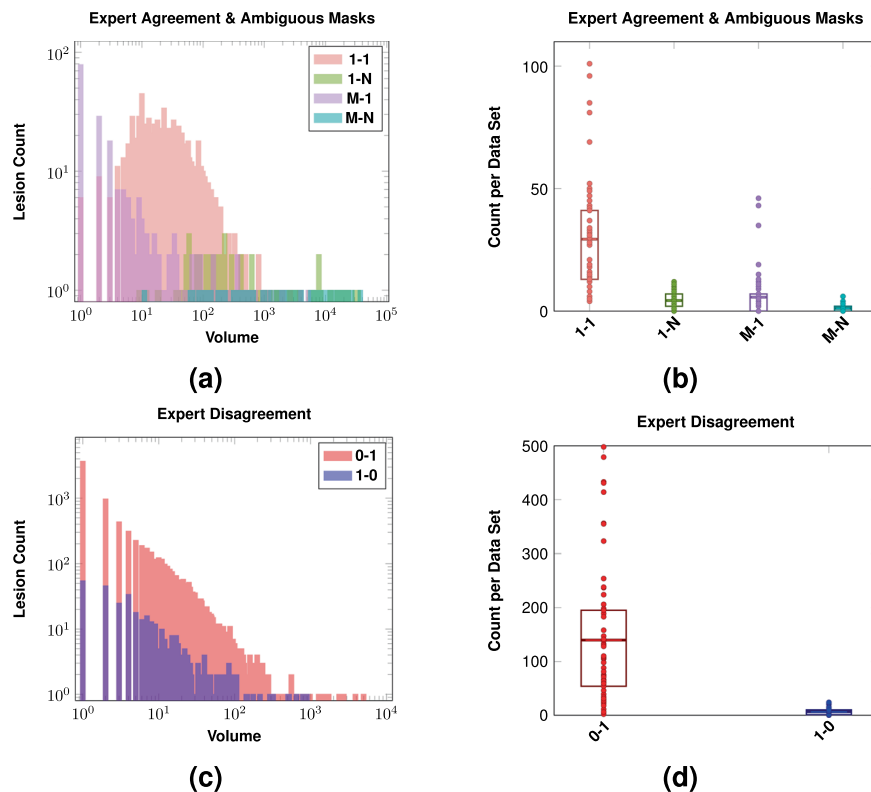 Expert Agreement & Ambiguous Masks
Lesion Count
10^2
10^1
10^0
1-1
1-N
M-1
M-N
10^0 10^1 10^2 10^3 10^4 10^5
Volume
(a)
Expert Agreement & Ambiguous Masks
Count per Data Set
100
50
0
1-1 1-N M-1 M-N
(b)
Expert Disagreement
Lesion Count
10^3
10^2
10^1
10^0
0-1
1-0
10^0 10^1 10^2 10^3 10^4
Volume
(c)
Expert Disagreement
Count per Data Set
500
400
300
200
100
0
0-1 1-0
(d)